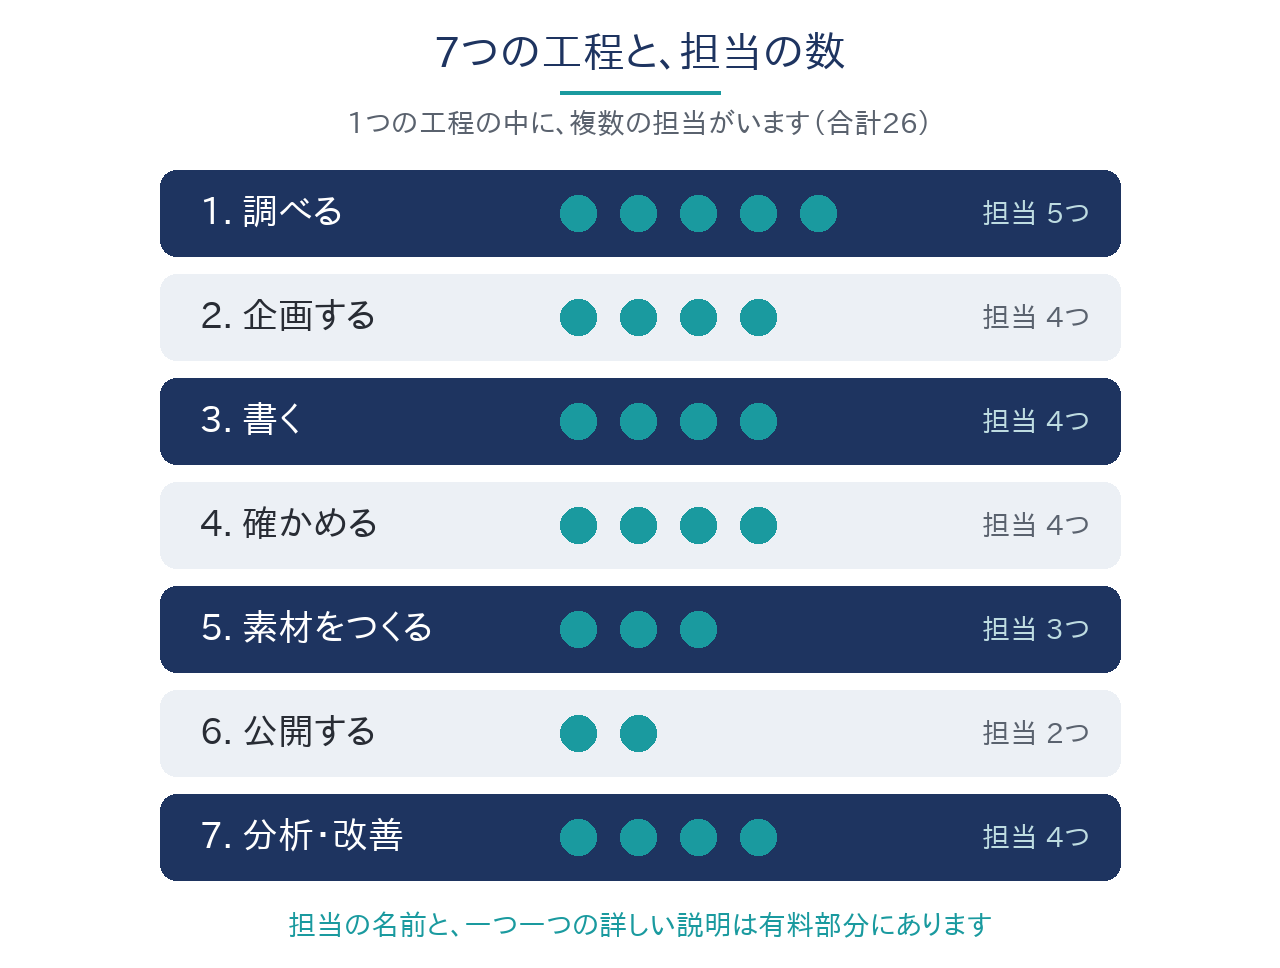 7つの工程と、担当の数
1つの工程の中に、複数の担当がいます（合計26）
1. 調べる 担当 5つ
2. 企画する 担当 4つ
3. 書く 担当 4つ
4. 確かめる 担当 4つ
5. 素材をつくる 担当 3つ
6. 公開する 担当 2つ
7. 分析・改善 担当 4つ
担当の名前と、一つ一つの詳しい説明は有料部分にあります